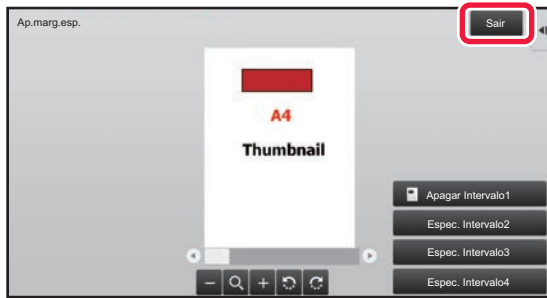 Ap.marg.esp.
Sair
A4
Thumbnail
Apagar Intervalo1
Espec. Intervalo2
Espec. Intervalo3
Espec. Intervalo4